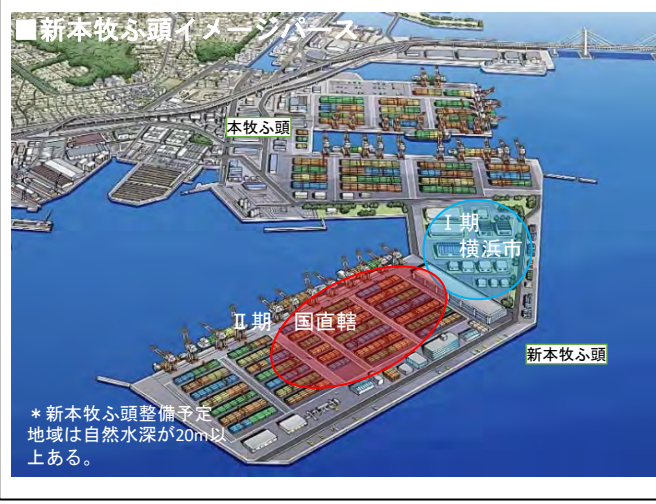 ■新本牧ふ頭イメージパース
本牧ふ頭
Ⅰ期
横浜市
Ⅱ期 国直轄
新本牧ふ頭
＊新本牧ふ頭整備予定
地域は自然水深が20m以
上ある。